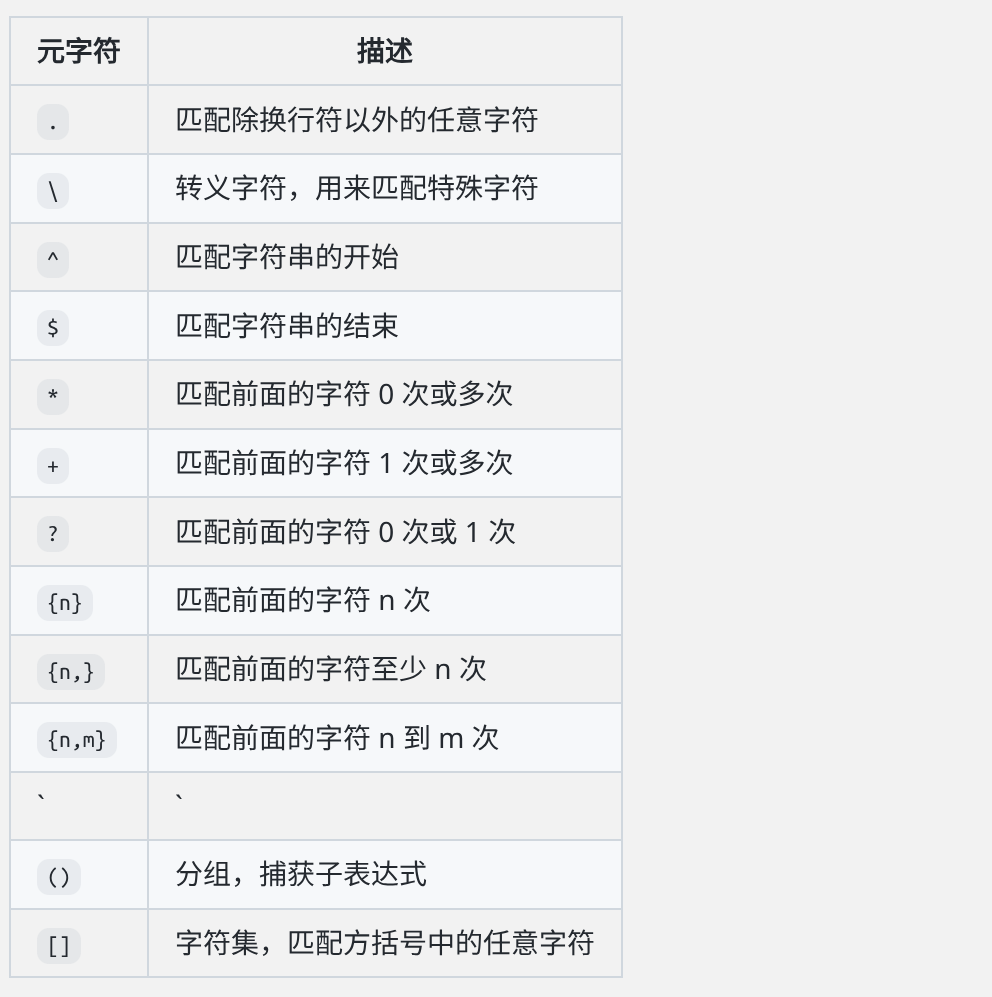 元字符 描述
. 匹配除换行符以外的任意字符
\ 转义字符，用来匹配特殊字符
^ 匹配字符串的开始
$ 匹配字符串的结束
* 匹配前面的字符 0 次或多次
+ 匹配前面的字符 1 次或多次
? 匹配前面的字符 0 次或 1 次
{n} 匹配前面的字符 n 次
{n,} 匹配前面的字符至少 n 次
{n,m} 匹配前面的字符 n 到 m 次
` `
() 分组，捕获子表达式
[] 字符集，匹配方括号中的任意字符